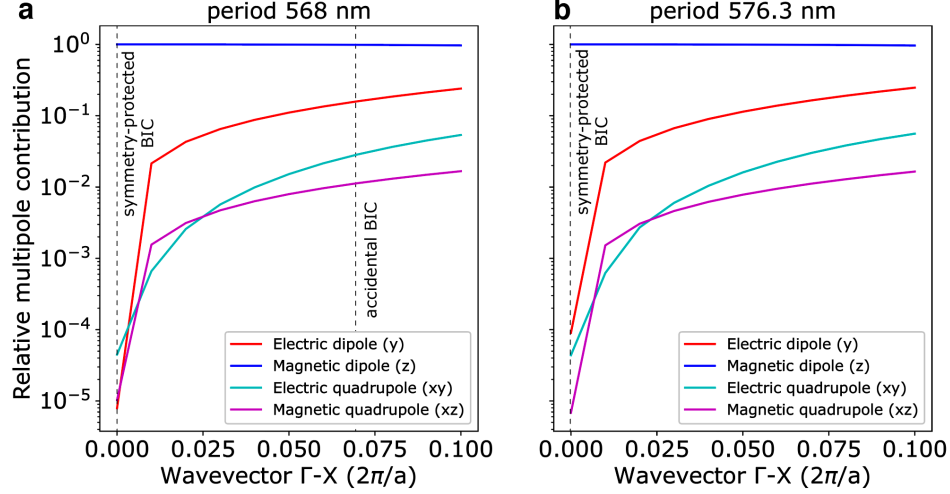 a
period 568 nm
Relative multipole contribution
10⁰
10⁻¹
10⁻²
10⁻³
10⁻⁴
10⁻⁵
symmetry-protected
BIC
accidental BIC
Electric dipole (y)
Magnetic dipole (z)
Electric quadrupole (xy)
Magnetic quadrupole (xz)
0.000 0.025 0.050 0.075 0.100
Wavevector Γ-X (2π/a)
b
period 576.3 nm
symmetry-protected
BIC
Electric dipole (y)
Magnetic dipole (z)
Electric quadrupole (xy)
Magnetic quadrupole (xz)
0.000 0.025 0.050 0.075 0.100
Wavevector Γ-X (2π/a)